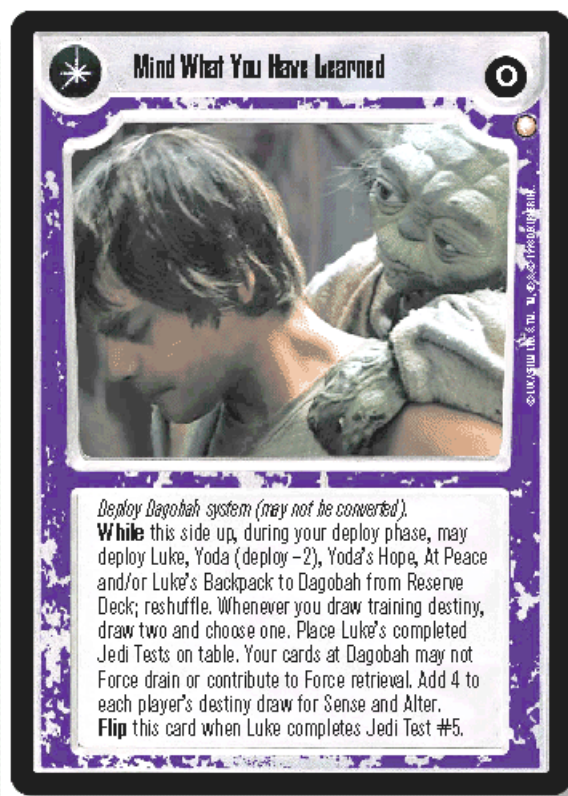 Mind What You Have Learned
O
Deploy Dagobah system (may not be converted).
While this side up, during your deploy phase, may
deploy Luke, Yoda (deploy –2), Yoda's Hope, At Peace
and/or Luke's Backpack to Dagobah from Reserve
Deck; reshuffle. Whenever you draw training destiny,
draw two and choose one. Place Luke's completed
Jedi Tests on table. Your cards at Dagobah may not
Force drain or contribute to Force retrieval. Add 4 to
each player's destiny draw for Sense and Alter.
Flip this card when Luke completes Jedi Test #5.